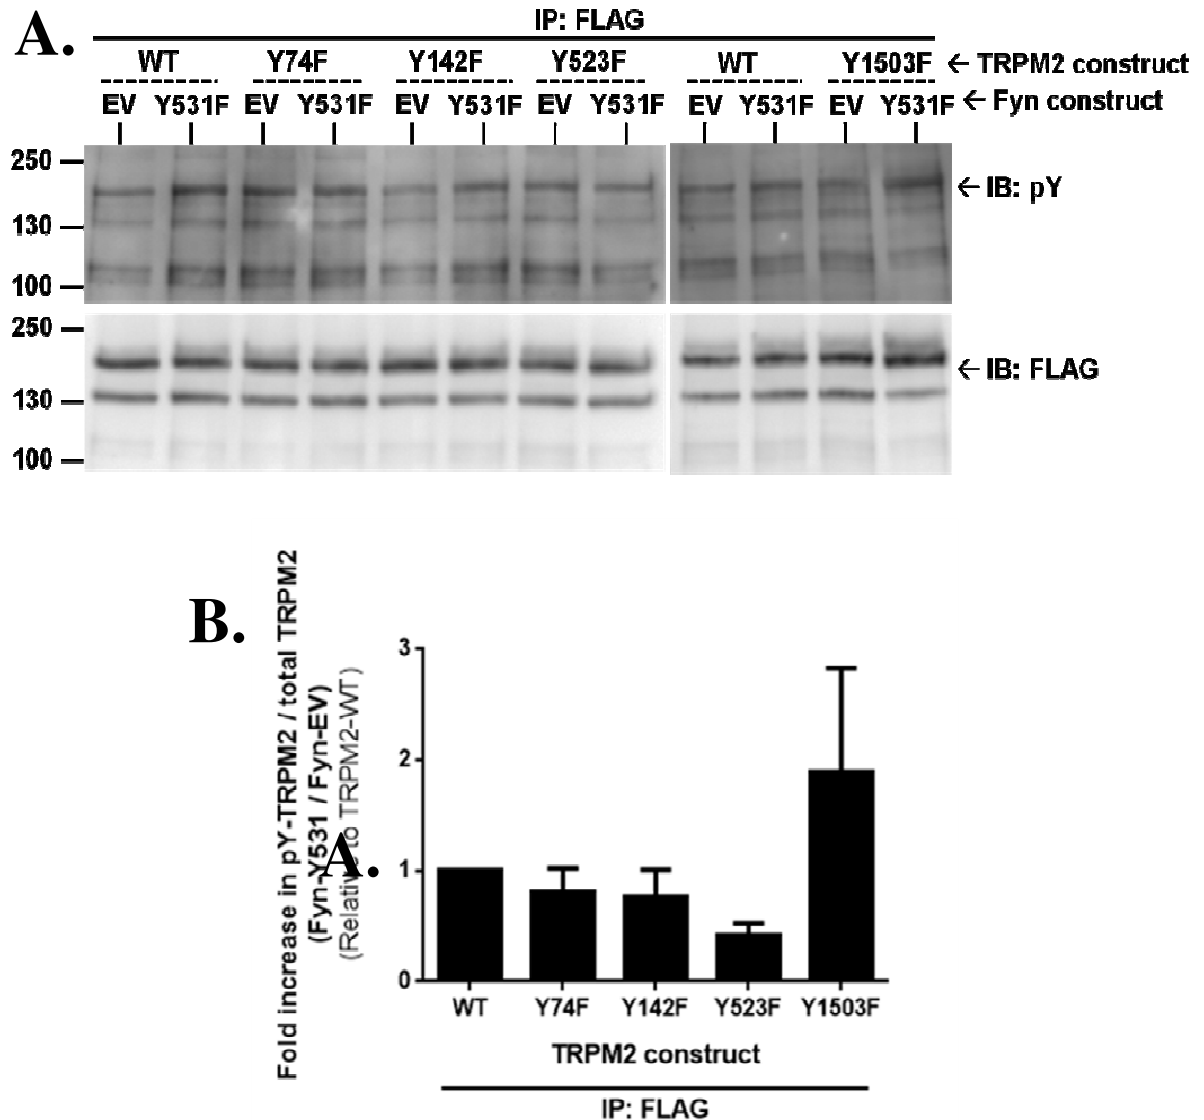 A.
IP: FLAG
WT Y74F Y142F Y523F WT Y1503F ← TRPM2 construct
EV Y531F EV Y531F EV Y531F EV Y531F EV Y531F EV Y531F ← Fyn construct
250
130
100
← IB: pY
250
130
100
← IB: FLAG
B.
Fold increase in pY-TRPM2 / total TRPM2
(Fyn-Y531 / Fyn-EV)
(Relative to TRPM2-WT)
A.
3
2
1
0
WT Y74F Y142F Y523F Y1503F
TRPM2 construct
IP: FLAG